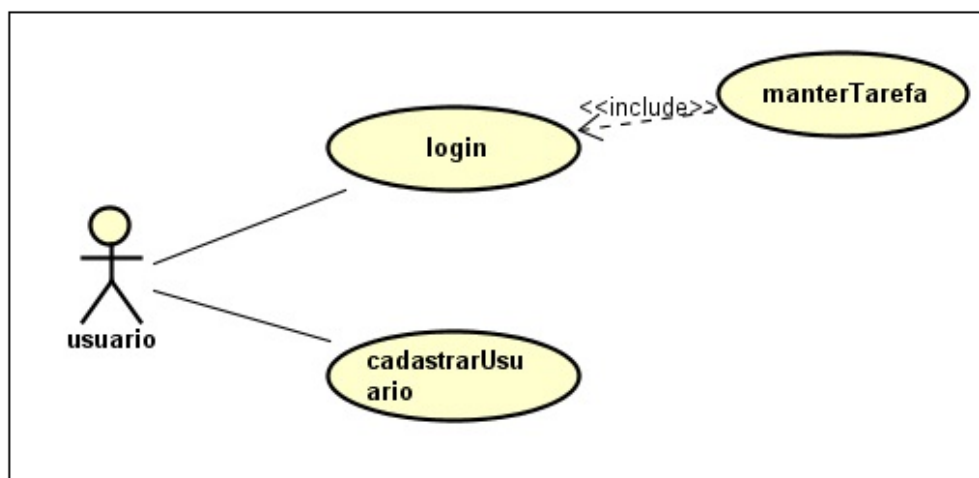 manterTarefa
<<include>>
login
usuario
cadastrarUsu
ario